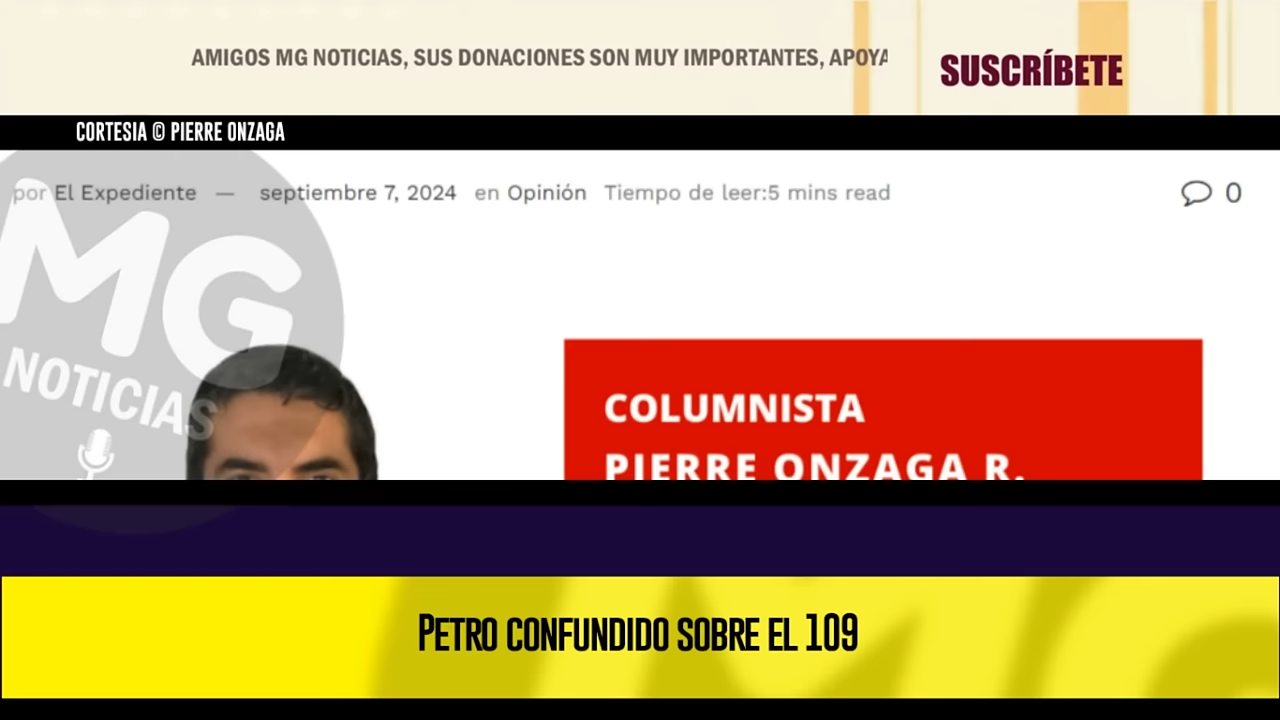 AMIGOS MG NOTICIAS, SUS DONACIONES SON MUY IMPORTANTES, APOYA
SUSCRÍBETE
CORTESIA © PIERRE ONZAGA
por El Expediente — septiembre 7, 2024 en Opinión Tiempo de leer:5 mins read
0
MG
NOTICIAS
COLUMNISTA
PIERRE ONZAGA R.
PETRO CONFUNDIDO SOBRE EL 109